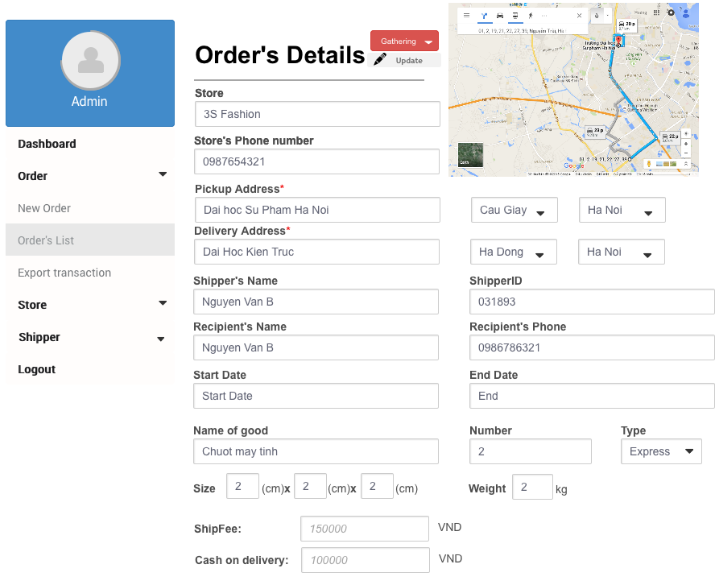 Admin
Dashboard
Order
New Order
Order's List
Export transaction
Store
Shipper
Logout
Order's Details
Gathering
Update
Google
Store
3S Fashion
Store's Phone number
0987654321
Pickup Address*
Dai hoc Su Pham Ha Noi
Cau Giay
Ha Noi
Delivery Address*
Dai Hoc Kien Truc
Ha Dong
Ha Noi
Shipper's Name
ShipperID
Nguyen Van B
031893
Recipient's Name
Recipient's Phone
Nguyen Van B
0986786321
Start Date
End Date
Start Date
End
Name of good
Number
Type
Chuot may tinh
2
Express
Size 2 (cm)x 2 (cm)x 2 (cm)
Weight 2 kg
ShipFee: 150000 VND
Cash on delivery: 100000 VND